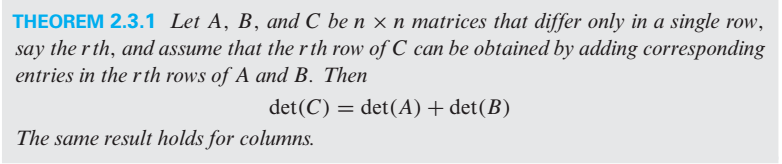 THEOREM 2.3.1 Let A, B, and C be n × n matrices that differ only in a single row,
say the rth, and assume that the rth row of C can be obtained by adding corresponding
entries in the rth rows of A and B. Then
det(C) = det(A) + det(B)
The same result holds for columns.